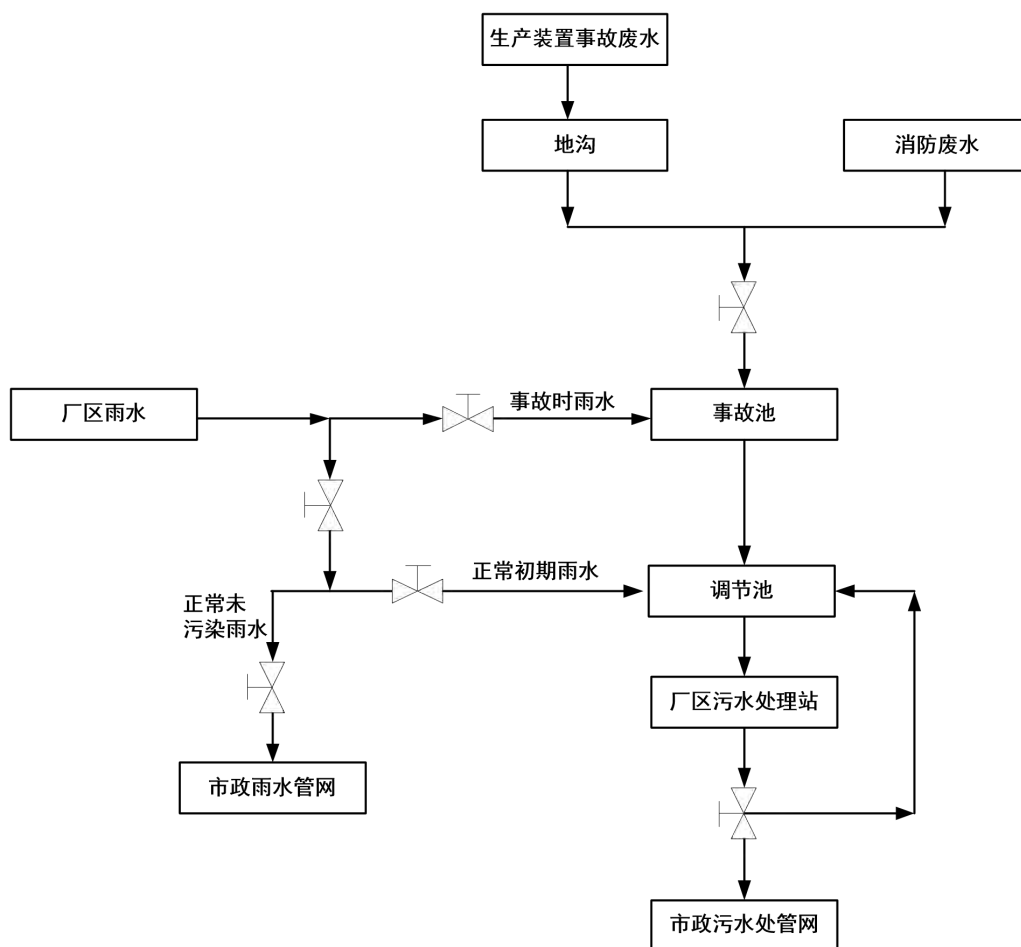 生产装置事故废水
地沟
消防废水
厂区雨水
事故时雨水
事故池
正常初期雨水
调节池
正常未
污染雨水
厂区污水处理站
市政雨水管网
市政污水处管网